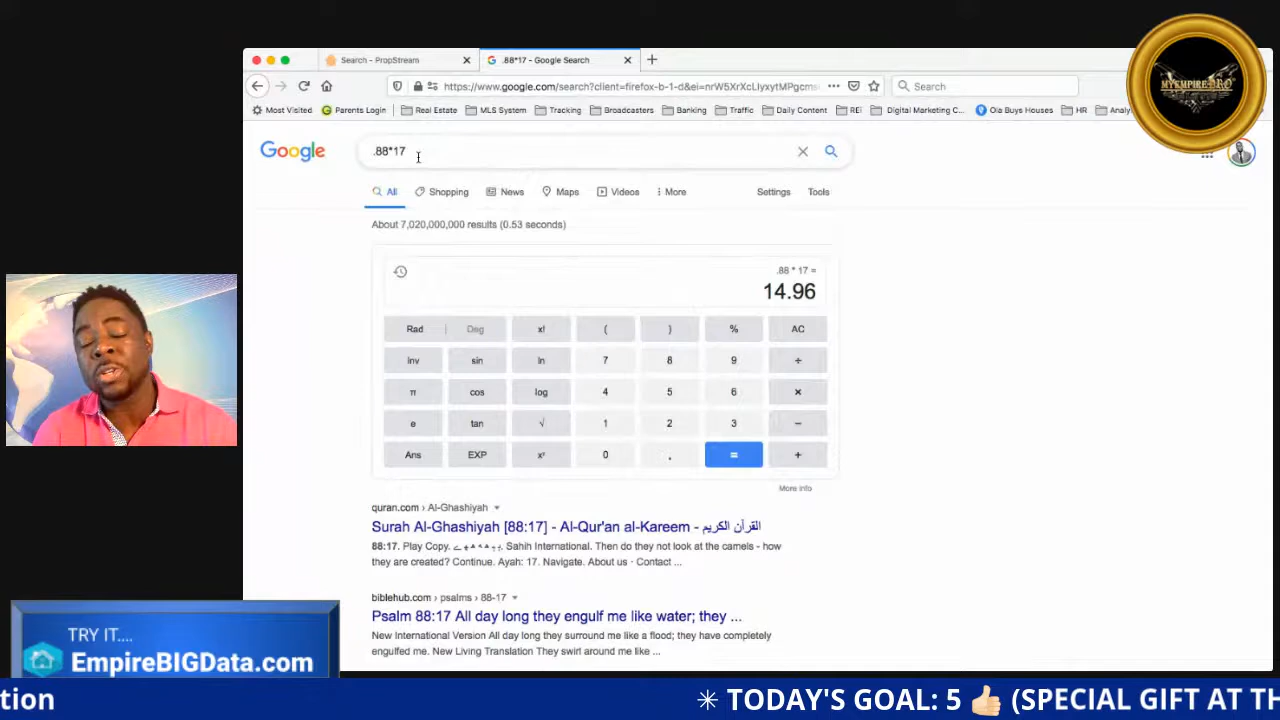 Search - PropStream
.88*17 - Google Search
https://www.google.com/search?client=firefox-b-1-d&ei=nrW5XrXcLIyxytMPgcms
Search
Most Visited
Parents Login
Real Estate
MLGsystem
Tracking
Broadcasters
Banking
Traffic
Daily Content
REI
Digital Marketing C...
Ola Buys Houses
HR
MYEMPIREPRO
Google
.88*17
All
Shopping
News
Maps
Videos
More
Settings
Tools
About 7,020,000,000 results (0.53 seconds)
.88 * 17 =
14.96
Rad
Deg
x!
(
)
%
AC
Inv
sin
ln
7
8
9
÷
π
cos
log
4
5
6
×
e
tan
√
1
2
3
−
Ans
EXP
0
.
=
+
More info
quran.com › Al-Ghashiyah
Surah Al-Ghashiyah [88:17] - Al-Qur'an al-Kareem - القرآن الكريم
88:17. Play Copy. Sahih International. Then do they not look at the camels - how
they are created? Continue. Ayah: 17. Navigate. About us · Contact ...
biblehub.com › psalms › 88-17
Psalm 88:17 All day long they engulf me like water; they ...
New International Version All day long they surround me like a flood; they have completely
engulfed me. New Living Translation They swirl around me like ...
TRY IT....
EmpireBIGData.com
tion
✳ TODAY'S GOAL: 5 👍🏻 (SPECIAL GIFT AT TH